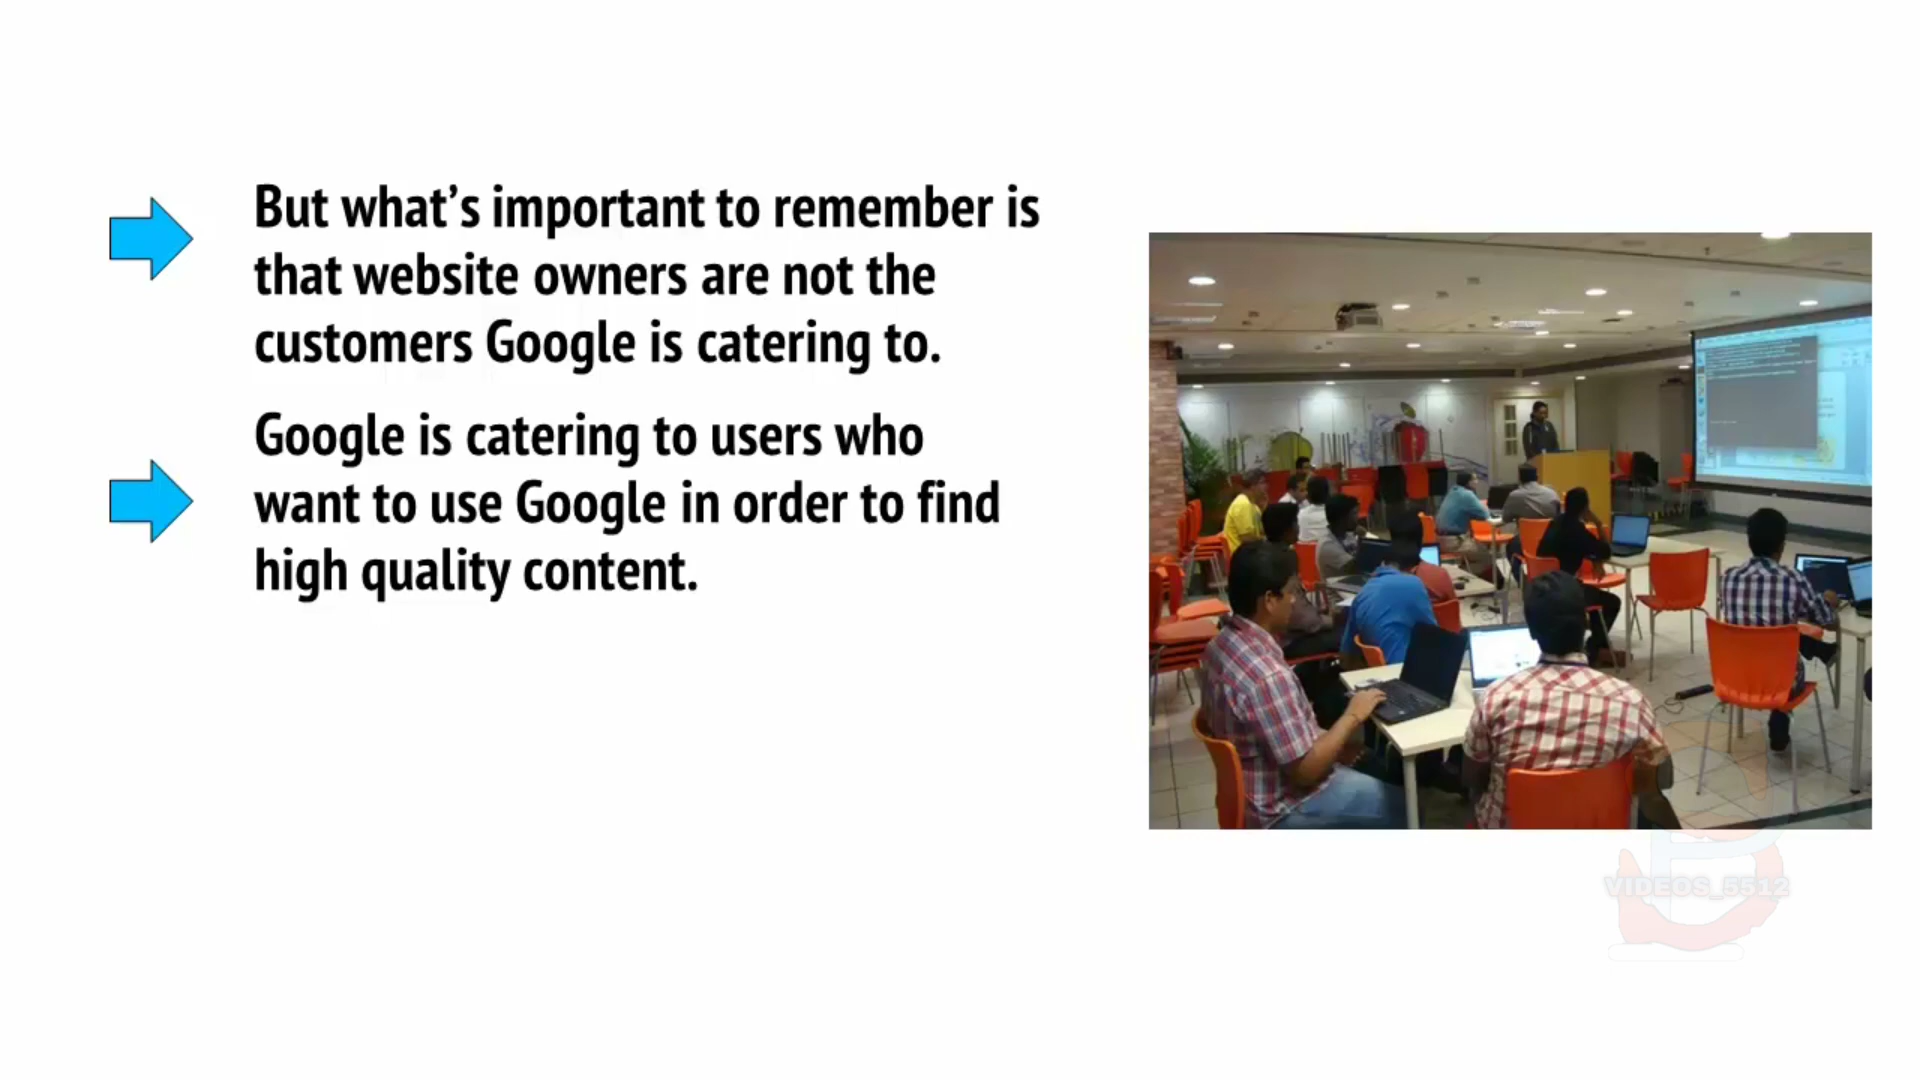 But what’s important to remember is
that website owners are not the
customers Google is catering to.
Google is catering to users who
want to use Google in order to find
high quality content.
VIDEOS_5512